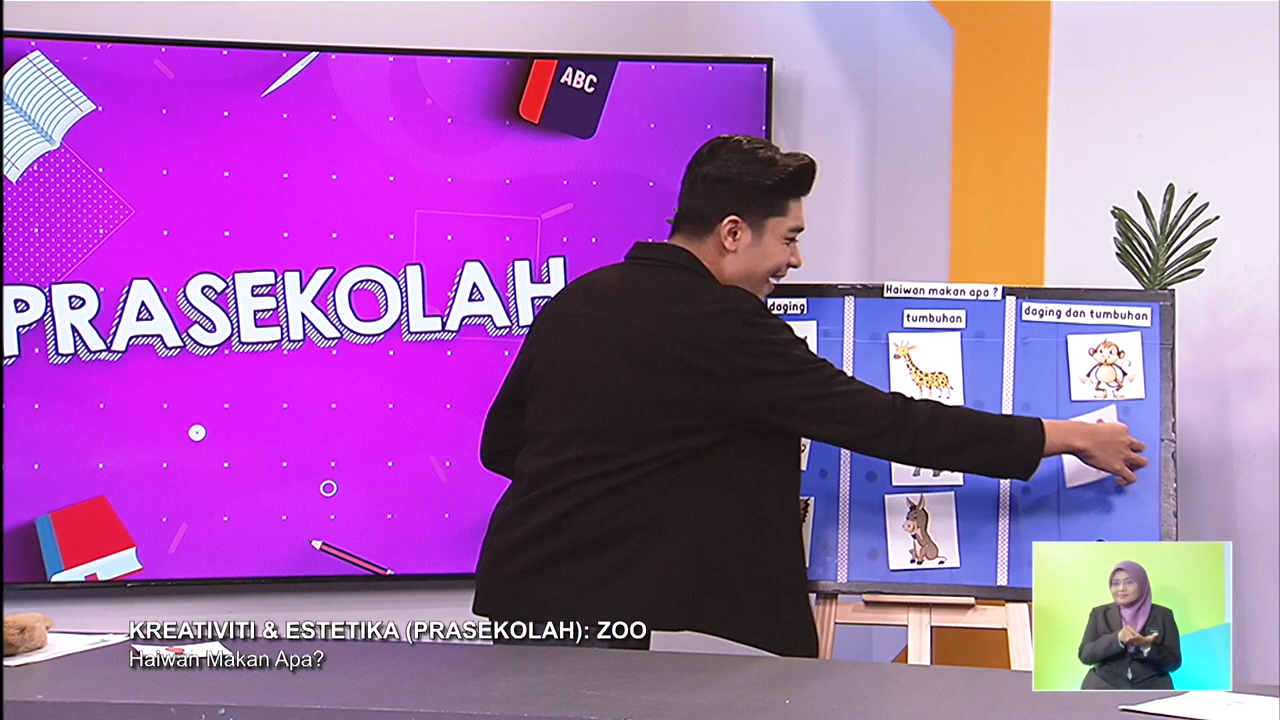 ABC
PRASEKOLAH
Haiwan makan apa ?
daging
tumbuhan
daging dan tumbuhan
KREATIVITI & ESTETIKA (PRASEKOLAH): ZOO
Haiwan Makan Apa?